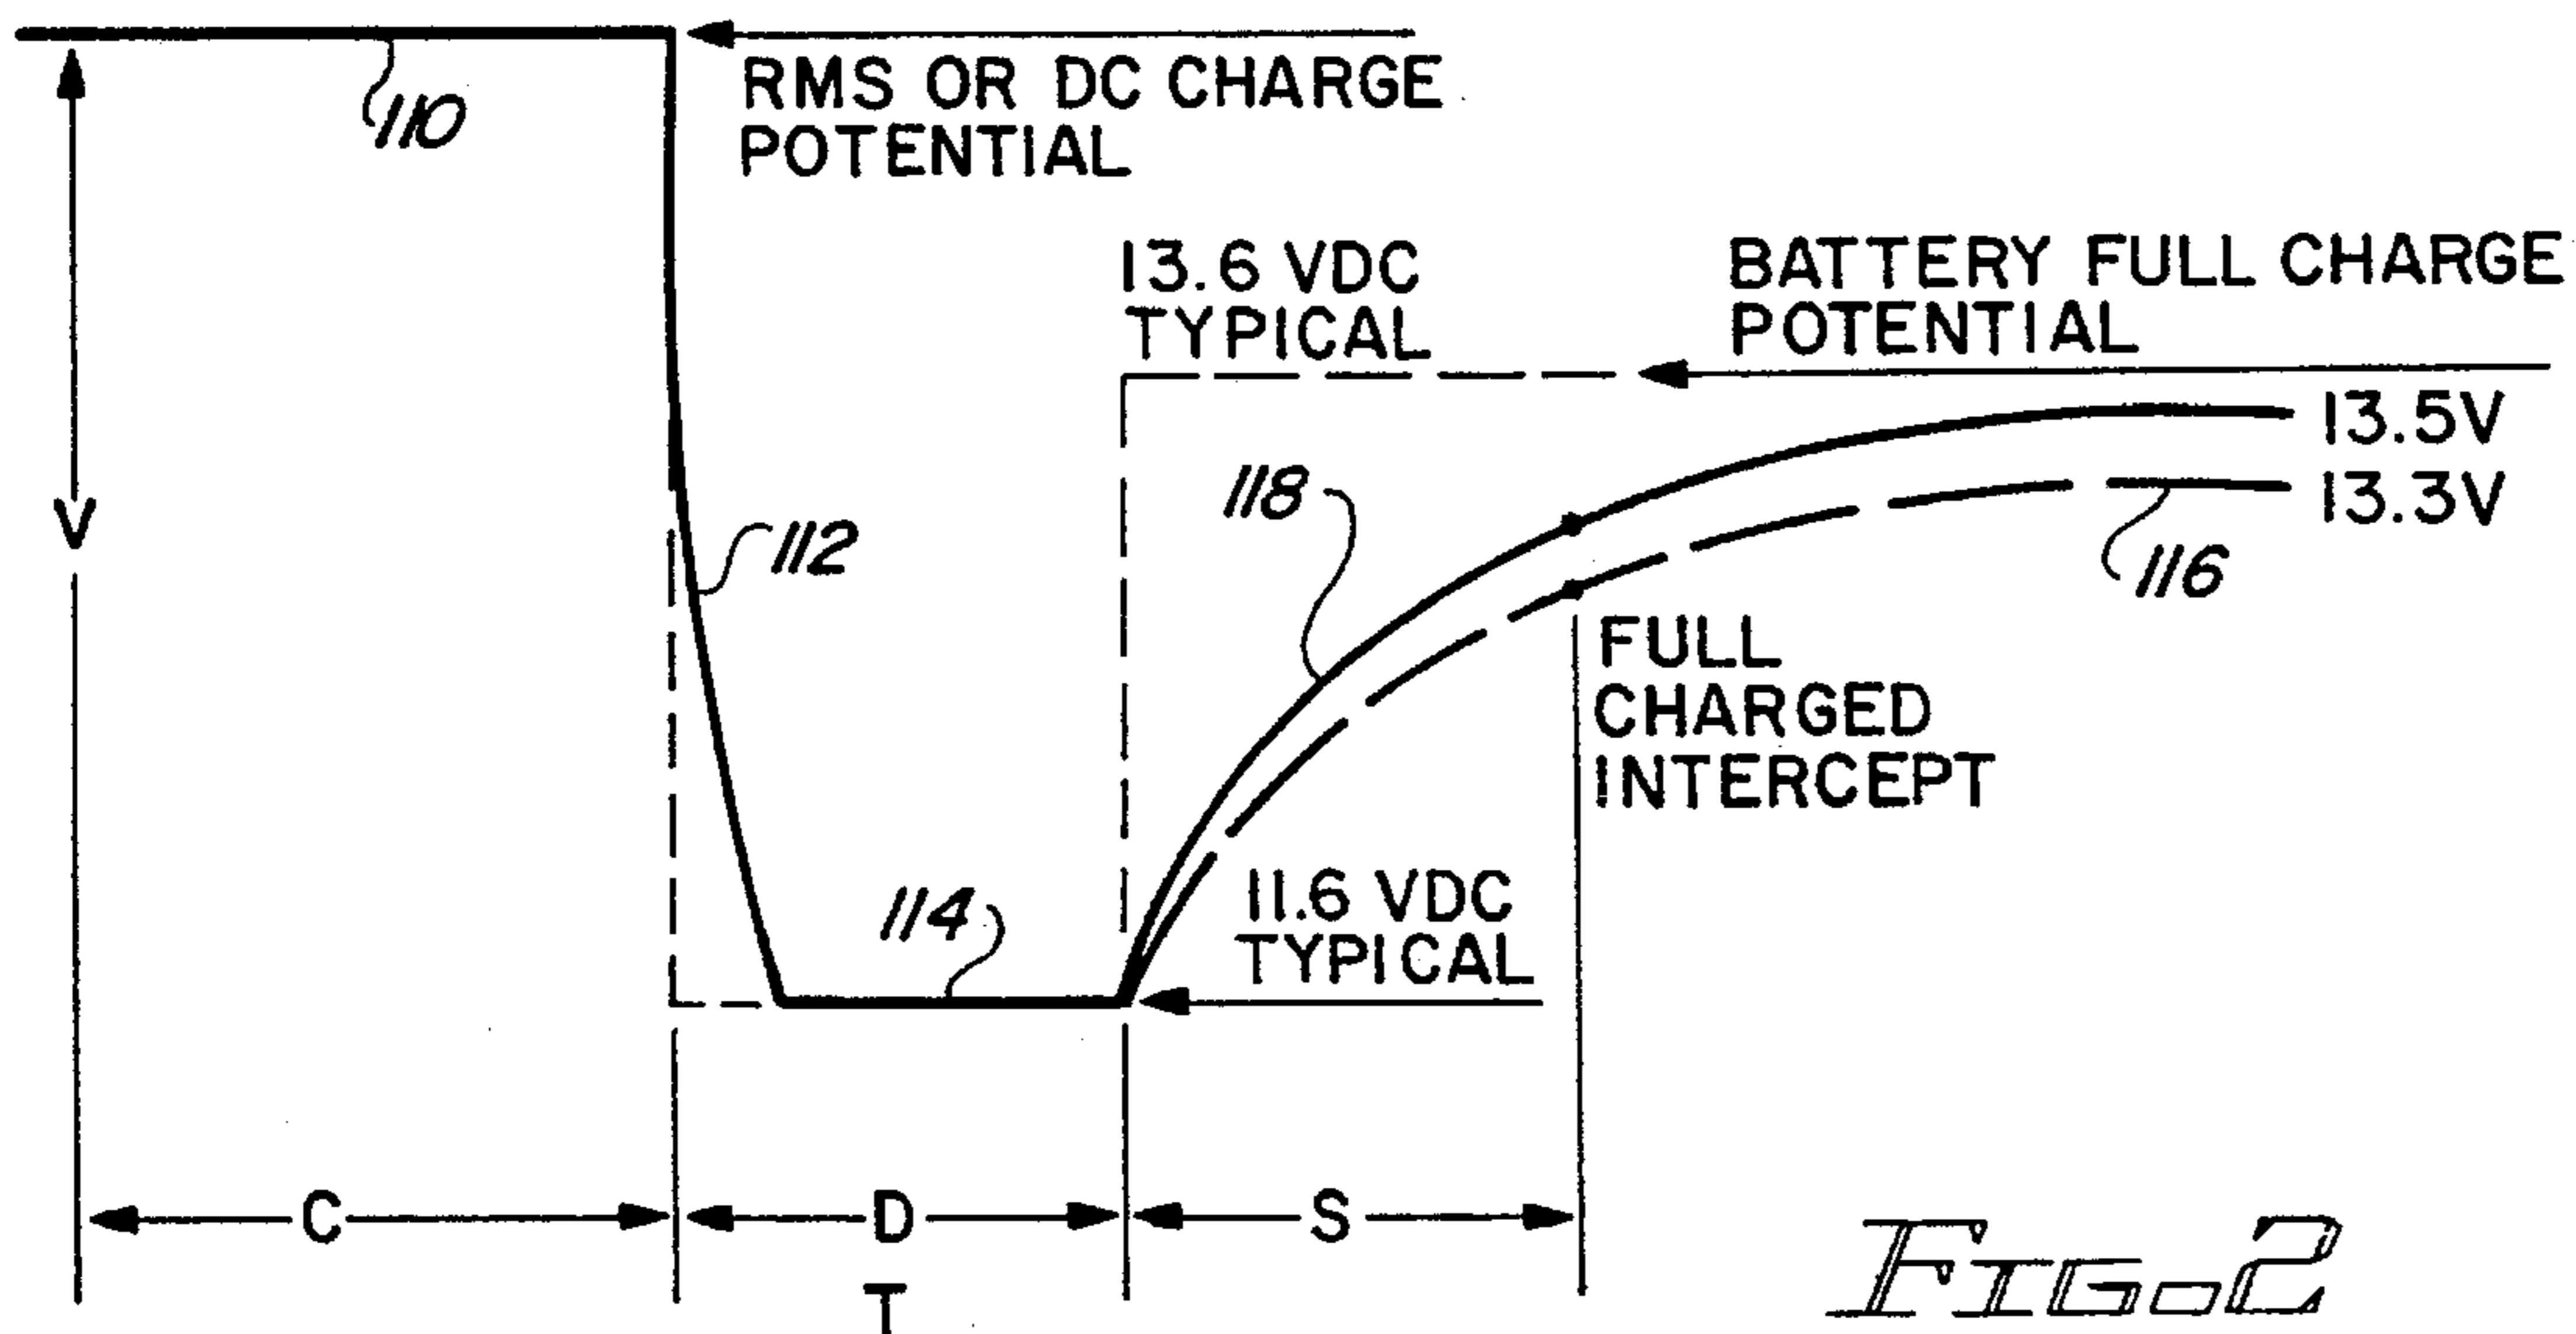 110
RMS OR DC CHARGE
POTENTIAL
13.6 VDC
TYPICAL
BATTERY FULL CHARGE
POTENTIAL
V
112
118
13.5V
13.3V
116
FULL
CHARGED
INTERCEPT
114
11.6 VDC
TYPICAL
C
D
S
T
FIG. 2